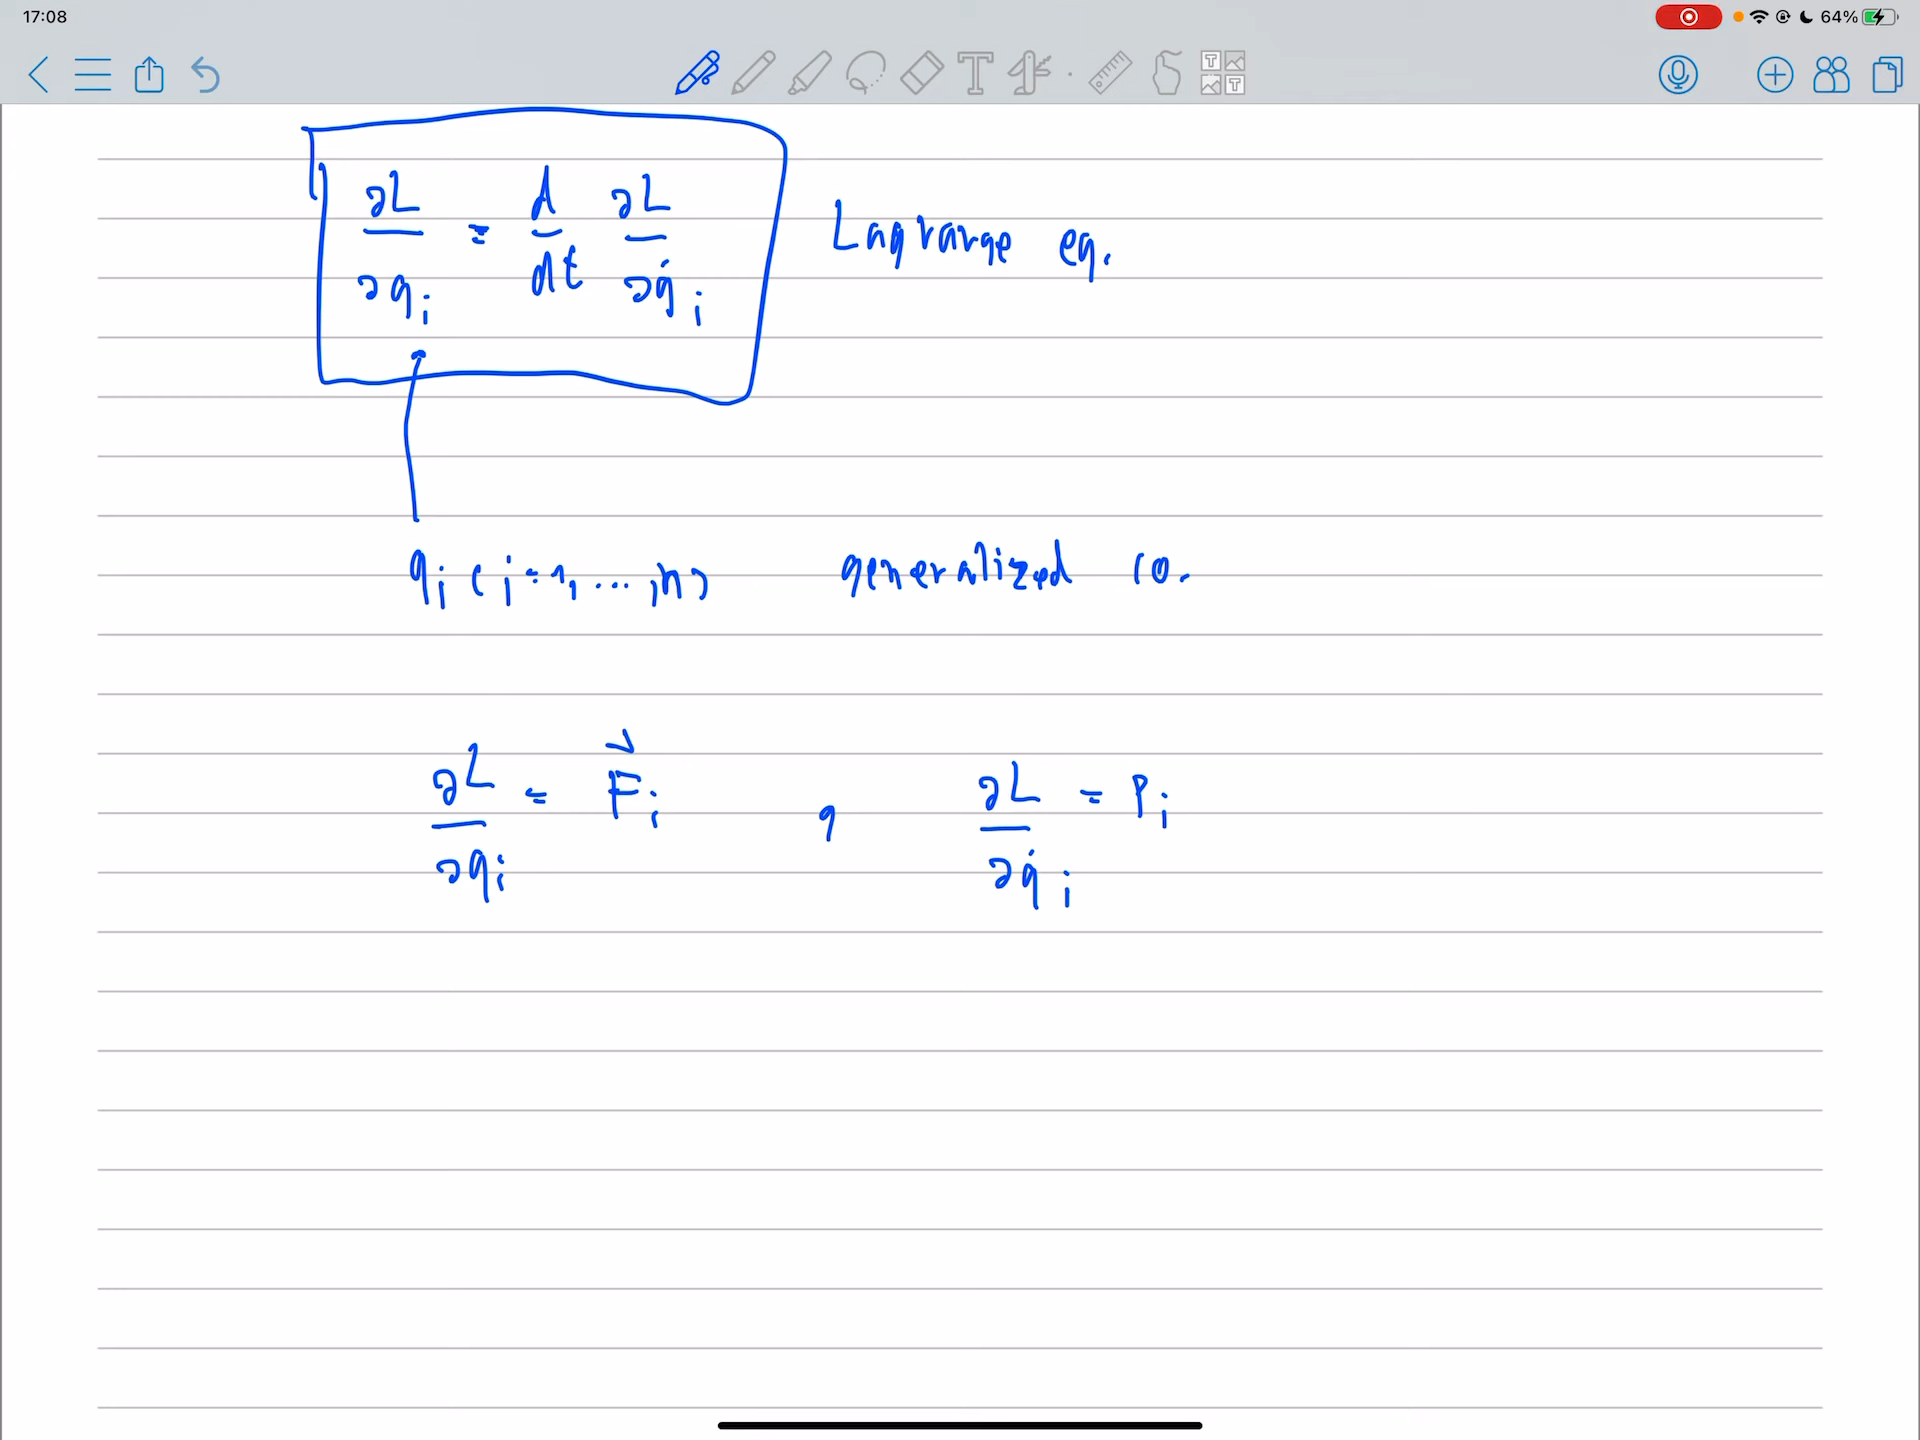 17:08 64%
∂L/∂qᵢ = d/dt ∂L/∂q̇ᵢ Lagrange eq.
qᵢ (i=1, ... ,n) generalized co.
∂L/∂qᵢ = F⃗ᵢ , ∂L/∂q̇ᵢ = Pᵢ